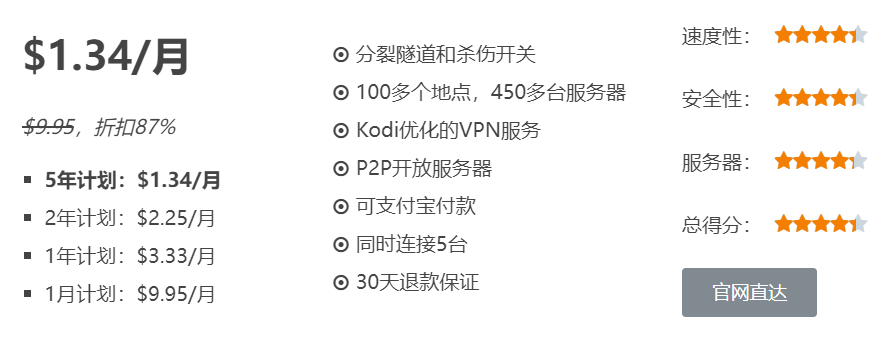 $1.34/月
$9.95，折扣87%
5年计划：$1.34/月
2年计划：$2.25/月
1年计划：$3.33/月
1月计划：$9.95/月
分裂隧道和杀伤开关
100多个地点，450多台服务器
Kodi优化的VPN服务
P2P开放服务器
可支付宝付款
同时连接5台
30天退款保证
速度性：
安全性：
服务器：
总得分：
官网直达